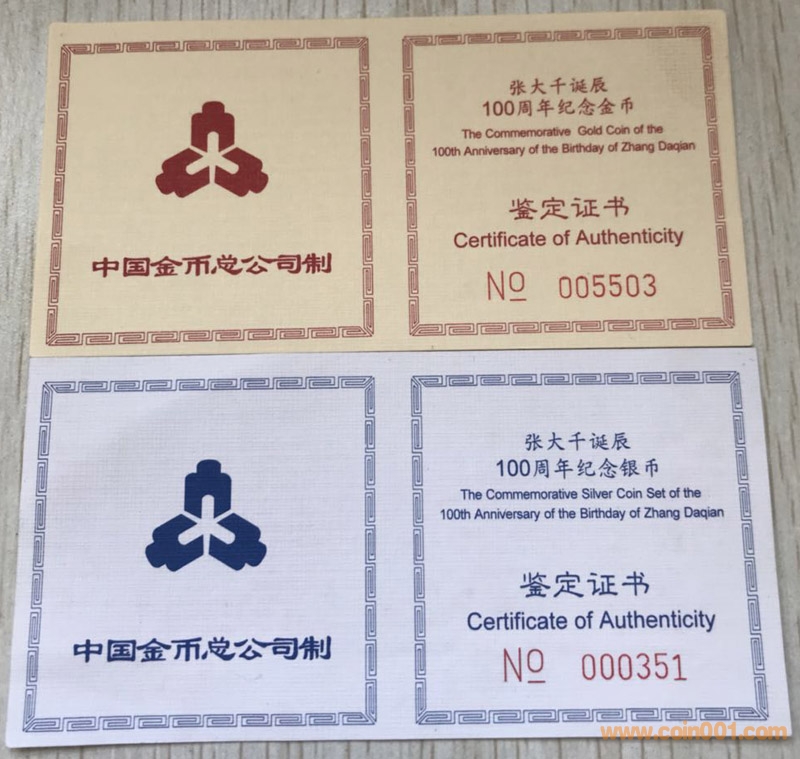 中国金币总公司制
张大千诞辰
100周年纪念金币
The Commemorative Gold Coin of the
100th Anniversary of the Birthday of Zhang Daqian
鉴定证书
Certificate of Authenticity
No 005503
中国金币总公司制
张大千诞辰
100周年纪念银币
The Commemorative Silver Coin Set of the
100th Anniversary of the Birthday of Zhang Daqian
鉴定证书
Certificate of Authenticity
No 000351
www.coin001.com